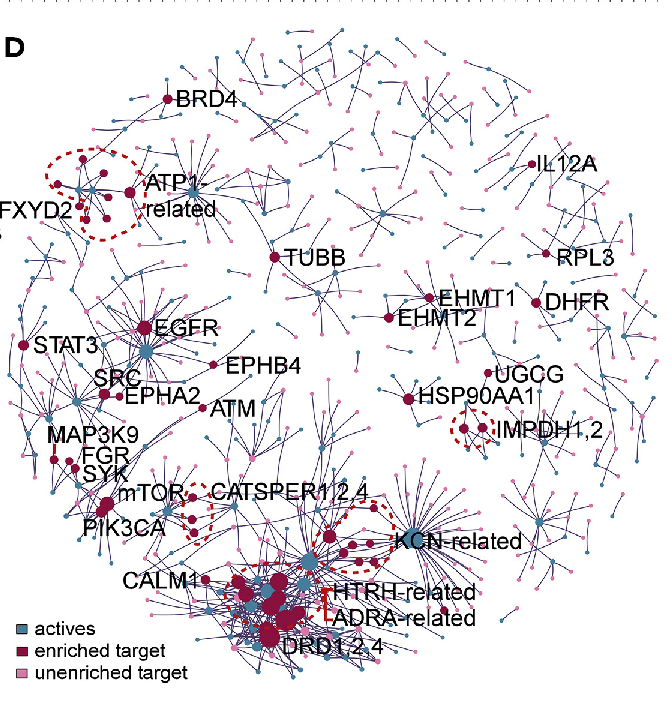 D
BRD4
ATP1-
related
FXYD2
IL12A
RPL3
TUBB
EHMT1
EHMT2
DHFR
EGFR
STAT3
EPHB4
SRC
EPHA2
UGCG
HSP90AA1
ATM
IMPDH1,2
MAP3K9
FGR
SYK
mTOR
CATSPER1,2,4
PIK3CA
KCN-related
CALM1
HTRH-related
ADRA-related
DRD1,2,4
actives
enriched target
unenriched target